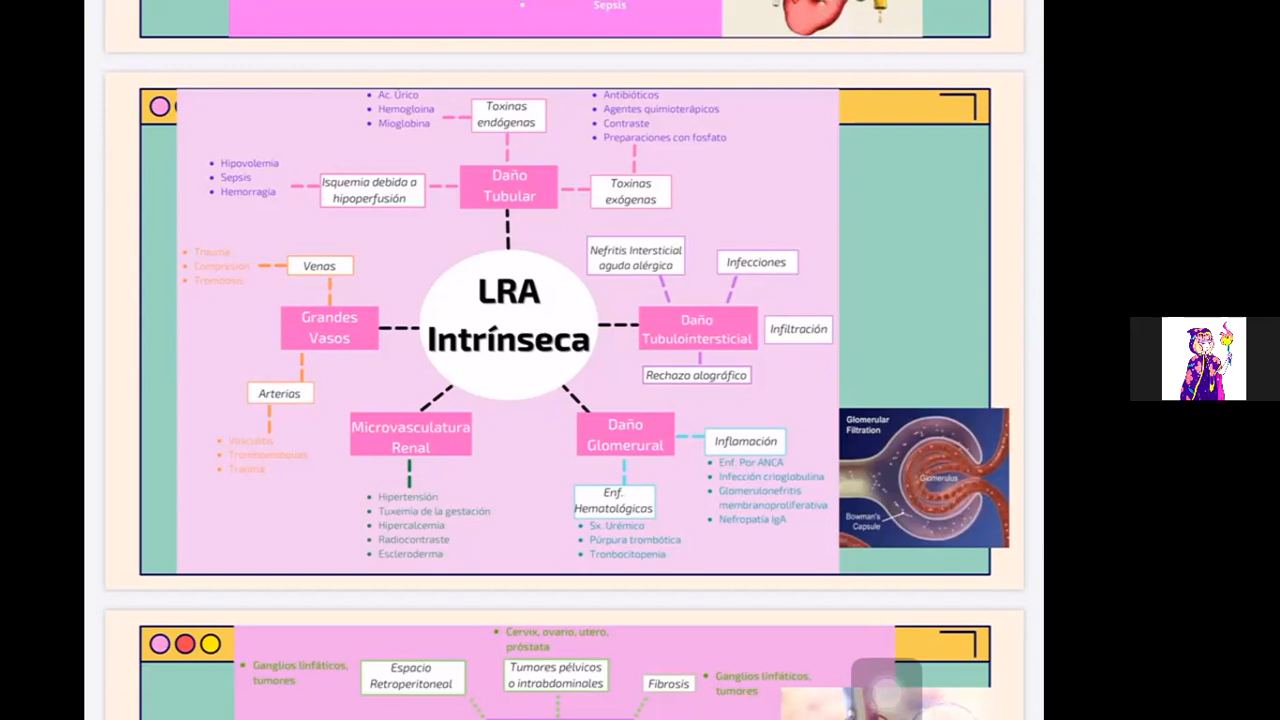 Sepsis
Ac. Úrico
Hemogloina
Mioglobina
Toxinas
endógenas
Antibióticos
Agentes quimioterápicos
Contraste
Preparaciones con fosfato
Hipovolemia
Sepsis
Hemorragia
Isquemia debida a
hipoperfusión
Daño
Tubular
Toxinas
exógenas
Trauma
Compresión
Trombosis
Venas
Nefritis Intersticial
aguda alérgica
Infecciones
Grandes
Vasos
LRA
Intrínseca
Daño
Tubulointersticial
Infiltración
Rechazo alográfico
Arterias
Vasculitis
Tromboembólicas
Trauma
Microvasculatura
Renal
Hipertensión
Tuxemia de la gestación
Hipercalcemia
Radiocontraste
Escleroderma
Daño
Glomerural
Inflamación
Enf. Por ANCA
Infección crioglobulina
Glomerulonefritis
membranoproliferativa
Nefropatía IgA
Enf.
Hematológicas
Sx. Urémico
Púrpura trombótica
Tronbocitopenia
Glomerular
Filtration
Glomerulus
Bowman's
Capsule
Ganglios linfáticos,
tumores
Espacio
Retroperitoneal
Cervix, ovario, utero,
próstata
Tumores pélvicos
o intrabdominales
Fibrosis
Ganglios linfáticos,
tumores